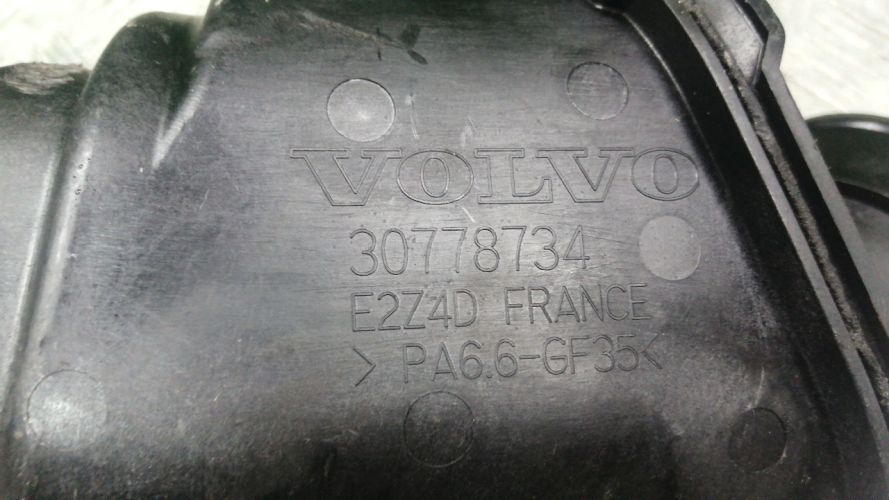 VOLVO
30778734
E2Z4D FRANCE
> PA6.6-GF35<